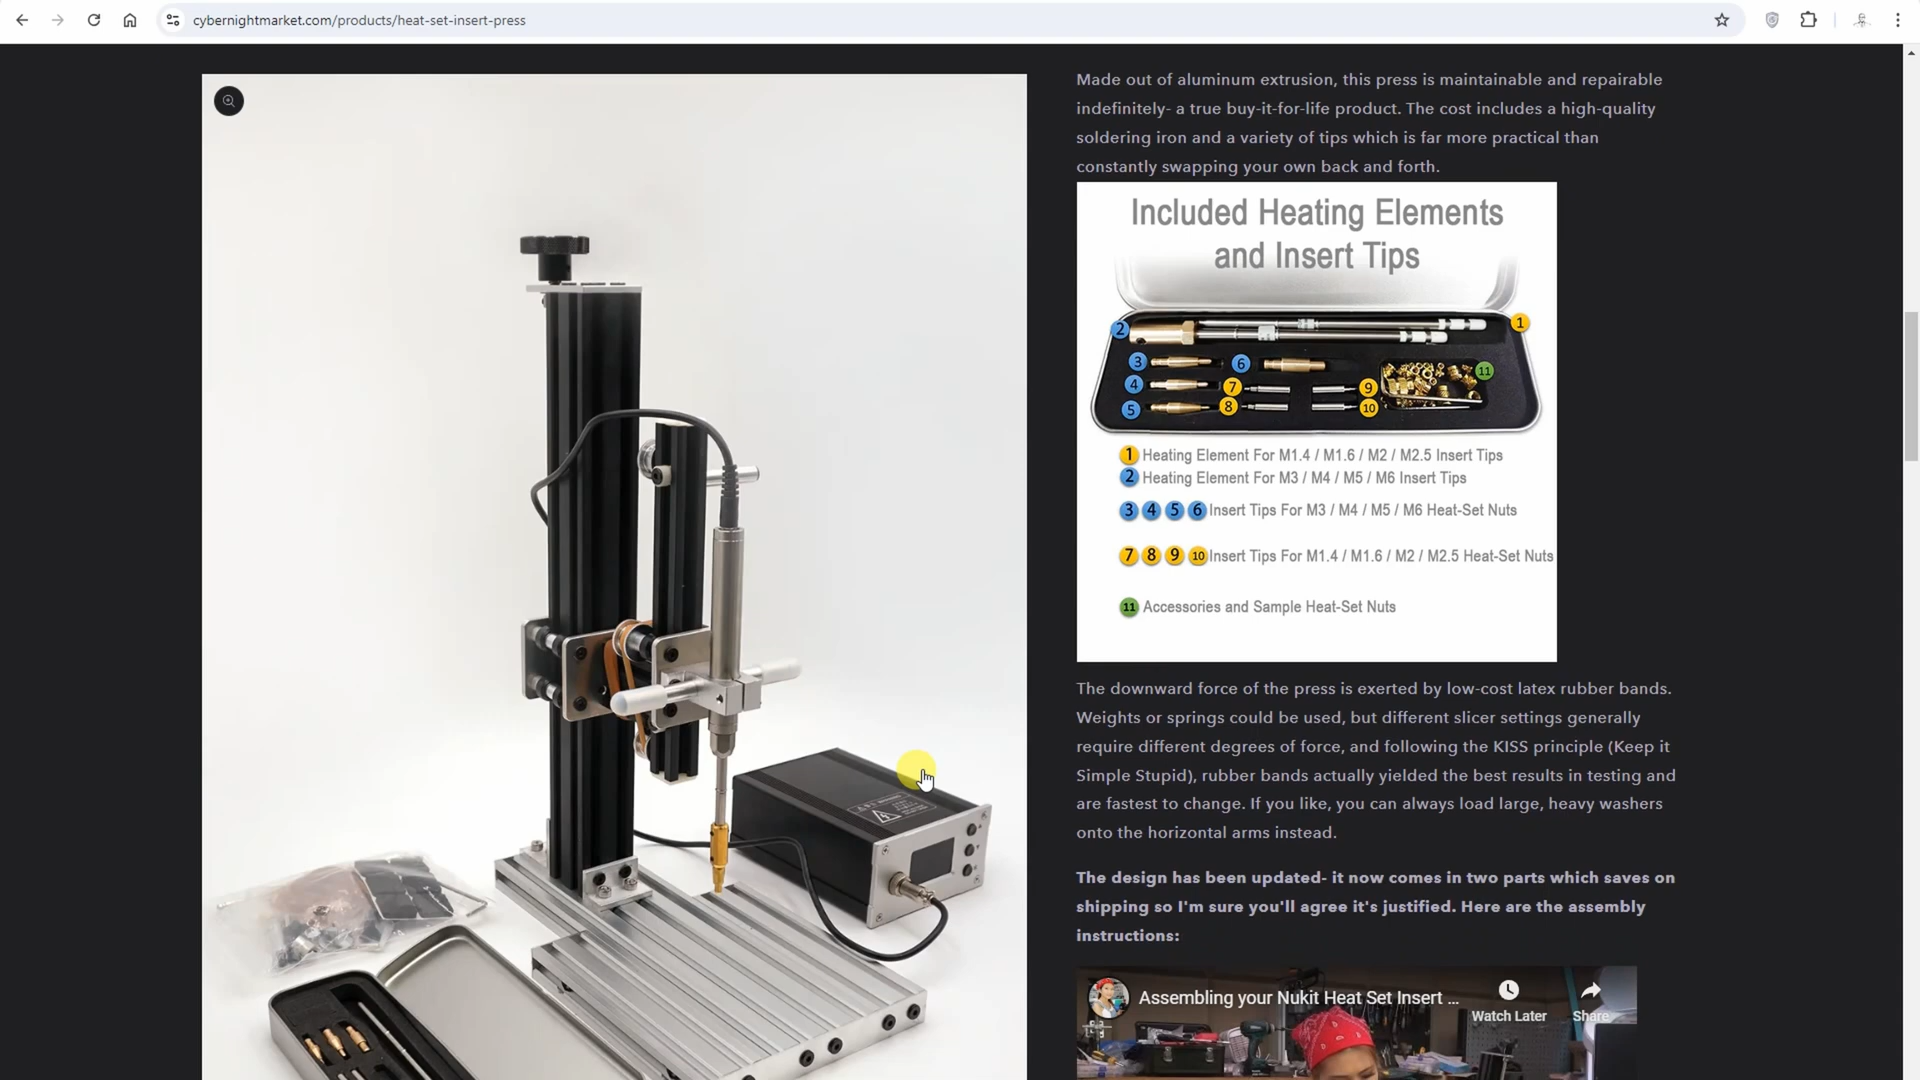 cybernightmarket.com/products/heat-set-insert-press
Made out of aluminum extrusion, this press is maintainable and repairable
indefinitely- a true buy-it-for-life product. The cost includes a high-quality
soldering iron and a variety of tips which is far more practical than
constantly swapping your own back and forth.
Included Heating Elements
and Insert Tips
1
2
3
6
4
7
9
11
5
8
10
1 Heating Element For M1.4 / M1.6 / M2 / M2.5 Insert Tips
2 Heating Element For M3 / M4 / M5 / M6 Insert Tips
3 4 5 6 Insert Tips For M3 / M4 / M5 / M6 Heat-Set Nuts
7 8 9 10 Insert Tips For M1.4 / M1.6 / M2 / M2.5 Heat-Set Nuts
11 Accessories and Sample Heat-Set Nuts
The downward force of the press is exerted by low-cost latex rubber bands.
Weights or springs could be used, but different slicer settings generally
require different degrees of force, and following the KISS principle (Keep it
Simple Stupid), rubber bands actually yielded the best results in testing and
are fastest to change. If you like, you can always load large, heavy washers
onto the horizontal arms instead.
The design has been updated- it now comes in two parts which saves on
shipping so I'm sure you'll agree it's justified. Here are the assembly
instructions:
Assembling your Nukit Heat Set Insert ...
Watch Later
Share